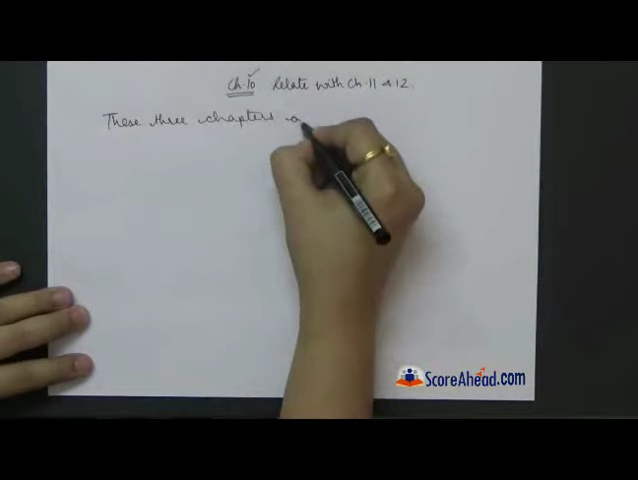 Ch.10 Relate with Ch.11 & 12.
These three chapters a
ScoreAhead.com